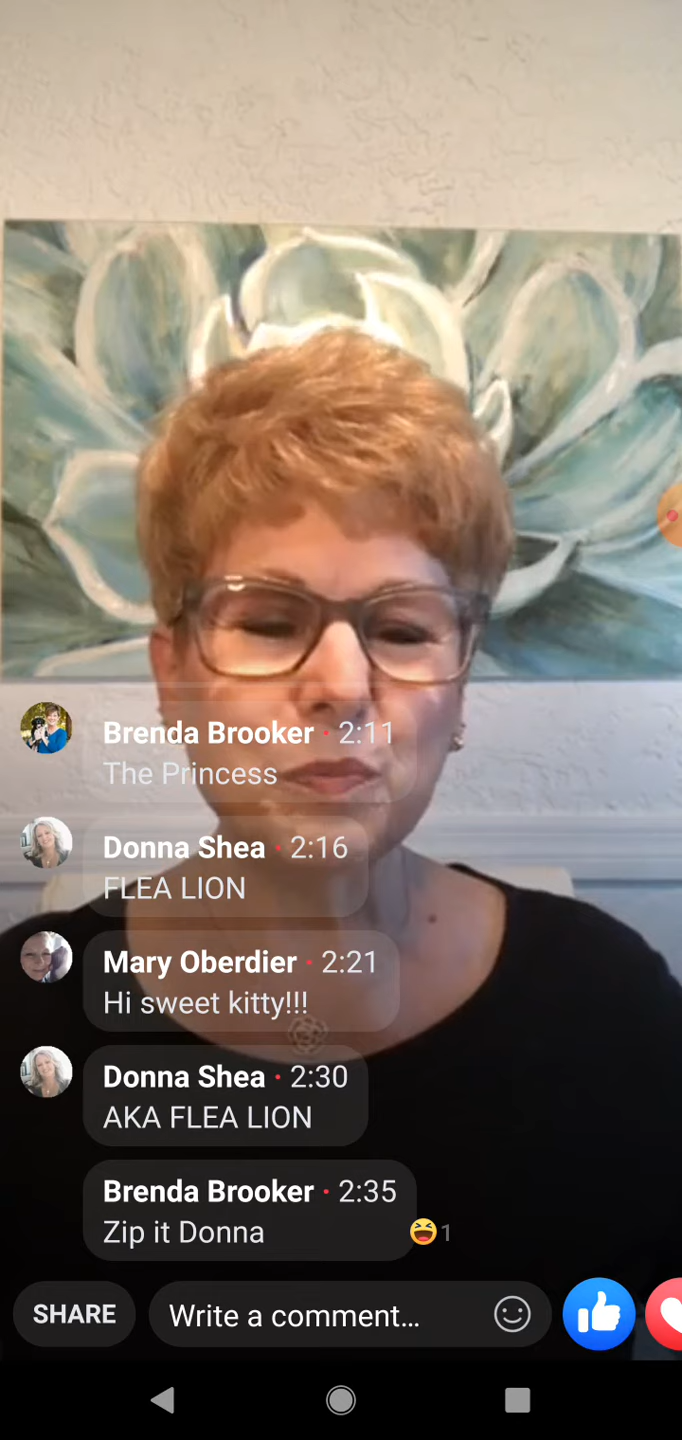 Brenda Brooker · 2:11
The Princess
Donna Shea · 2:16
FLEA LION
Mary Oberdier · 2:21
Hi sweet kitty!!!
Donna Shea · 2:30
AKA FLEA LION
Brenda Brooker · 2:35
Zip it Donna
1
SHARE
Write a comment...